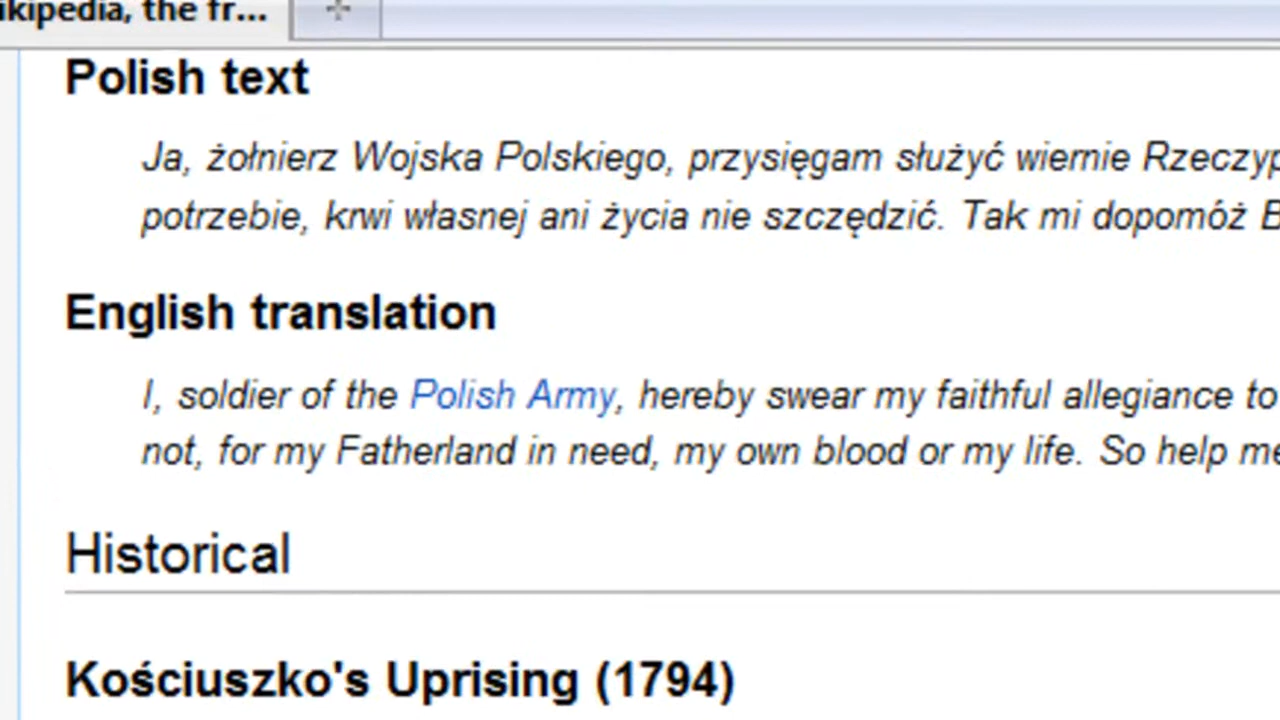 ikipedia, the fr...
Polish text
Ja, żołnierz Wojska Polskiego, przysięgam służyć wiernie Rzeczyp
potrzebie, krwi własnej ani życia nie szczędzić. Tak mi dopomóż B
English translation
I, soldier of the Polish Army, hereby swear my faithful allegiance to
not, for my Fatherland in need, my own blood or my life. So help me
Historical
Kościuszko's Uprising (1794)